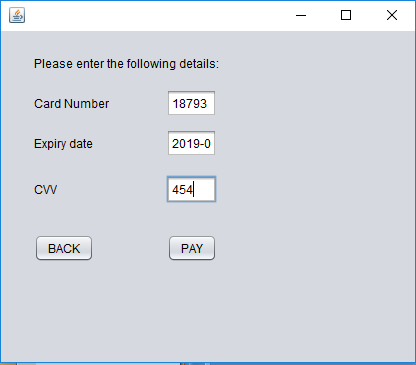 Please enter the following details:
Card Number 18793
Expiry date 2019-0
CVV 454
BACK PAY